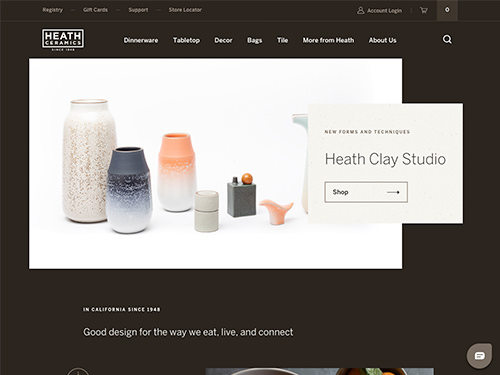 Registry
Gift Cards
Support
Store Locator
Account Login
0
HEATH
CERAMICS
SINCE 1948
Dinnerware
Tabletop
Decor
Bags
Tile
More from Heath
About Us
NEW FORMS AND TECHNIQUES
Heath Clay Studio
Shop
IN CALIFORNIA SINCE 1948
Good design for the way we eat, live, and connect